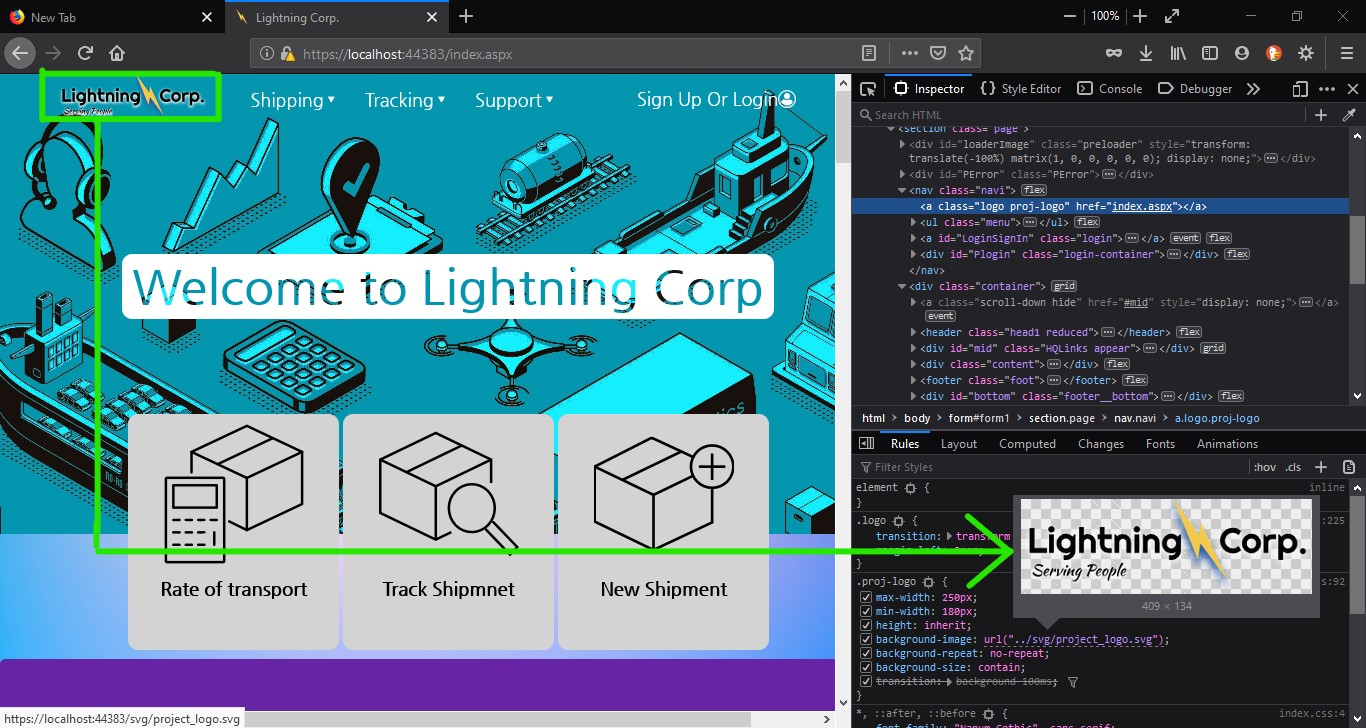 New Tab
Lightning Corp.
100%
https://localhost:44383/index.aspx
Lightning Corp.
Serving People
Shipping
Tracking
Support
Sign Up Or Login
Welcome to Lightning Corp
RO-RO
Rate of transport
Track Shipmnet
New Shipment
https://localhost:44383/svg/project_logo.svg
Inspector
Style Editor
Console
Debugger
Search HTML
<section class="page">
<div id="loaderImage" class="preloader" style="transform:
translate(-100%) matrix(1, 0, 0, 0, 0, 0); display: none;"></div>
<div id="PError" class="PError"></div>
<nav class="navi"> flex
<a class="logo proj-logo" href="index.aspx"></a>
<ul class="menu"></ul> flex
<a id="LoginSignIn" class="login"></a> event flex
<div id="Plogin" class="login-container"></div> flex
</nav>
<div class="container"> grid
<a class="scroll-down hide" href="#mid" style="display: none;"></a>
event
<header class="head1 reduced"></header> flex
<div id="mid" class="HQLinks appear"></div> grid
<div class="content"></div> flex
<footer class="foot"></footer> flex
<div id="bottom" class="footer__bottom"></div> flex
html
body
form#form1
section.page
nav.navi
a.logo.proj-logo
Rules
Layout
Computed
Changes
Fonts
Animations
Filter Styles
:hov
.cls
element { inline
}
.logo { :225
transition: transform
}
.proj-logo { s:92
max-width: 250px;
min-width: 180px;
height: inherit;
background-image: url("../svg/project_logo.svg");
background-repeat: no-repeat;
background-size: contain;
transition: background 100ms;
}
*, ::after, ::before { index.css:4
Lightning Corp.
Serving People
409 × 134